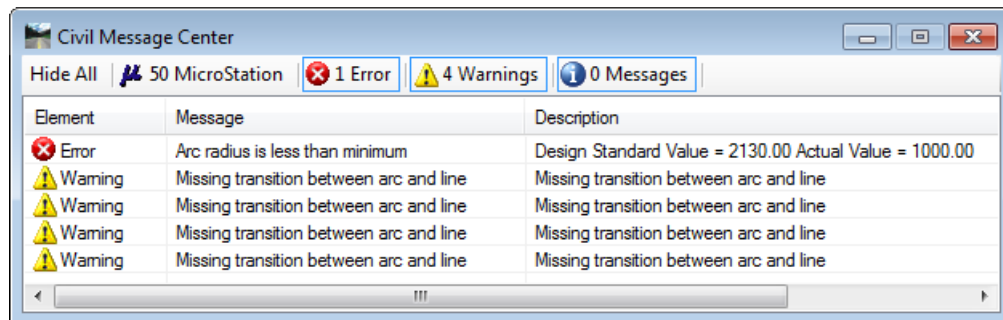 Civil Message Center
Hide All μ 50 MicroStation 1 Error 4 Warnings 0 Messages
Element Message Description
Error Arc radius is less than minimum Design Standard Value = 2130.00 Actual Value = 1000.00
Warning Missing transition between arc and line Missing transition between arc and line
Warning Missing transition between arc and line Missing transition between arc and line
Warning Missing transition between arc and line Missing transition between arc and line
Warning Missing transition between arc and line Missing transition between arc and line